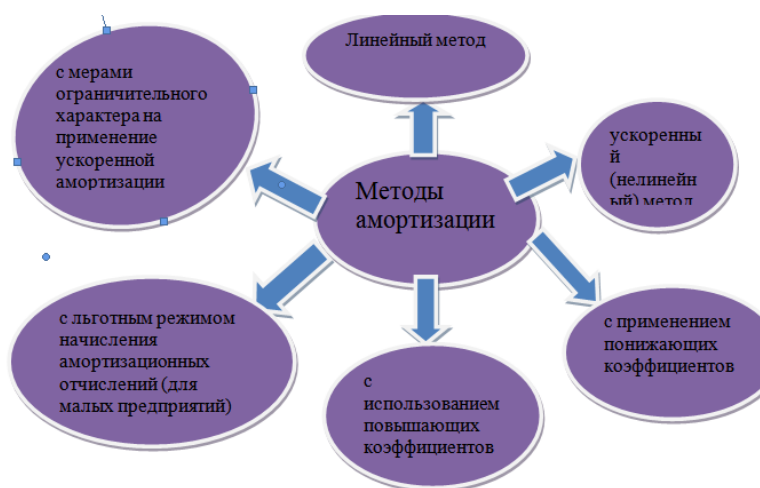 Линейный метод
с мерами
ограничительного
характера на
применение
ускоренной
амортизации
ускоренны
й
(нелинейн
ый) метод
Методы
амортизации
с льготным режимом
начисления
амортизационных
отчислений (для
малых предприятий)
с
использованием
повышающих
коэффициентов
с применением
понижающих
коэффициентов